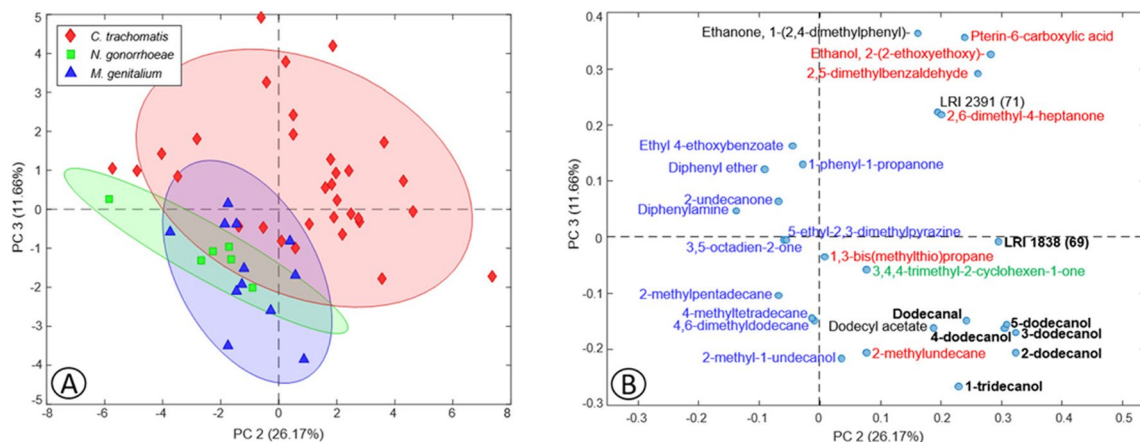 C. trachomatis
N. gonorrhoeae
M. genitalium
PC 3 (11.66%)
5
4
3
2
1
0
-1
-2
-3
-4
-5
-8
-6
-4
-2
0
2
4
6
8
PC 2 (26.17%)
A
PC 3 (11.66%)
0.4
0.3
0.2
0.1
0
-0.1
-0.2
-0.3
-0.3
-0.2
-0.1
0
0.1
0.2
0.3
0.4
0.5
PC 2 (26.17%)
B
Ethanone, 1-(2,4-dimethylphenyl)-
Pterin-6-carboxylic acid
Ethanol, 2-(2-ethoxyethoxy)-
2,5-dimethylbenzaldehyde
LRI 2391 (71)
2,6-dimethyl-4-heptanone
Ethyl 4-ethoxybenzoate
1-phenyl-1-propanone
Diphenyl ether
2-undecanone
Diphenylamine
5-ethyl-2,3-dimethylpyrazine
3,5-octadien-2-one
LRI 1838 (69)
1,3-bis(methylthio)propane
3,4,4-trimethyl-2-cyclohexen-1-one
2-methylpentadecane
4-methyltetradecane
4,6-dimethyldodecane
Dodecanal
Dodecyl acetate
5-dodecanol
4-dodecanol
3-dodecanol
2-methyl-1-undecanol
2-methylundecane
2-dodecanol
1-tridecanol